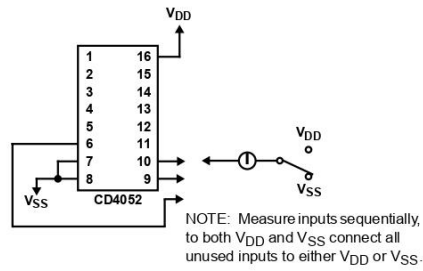 VDD
1 16
2 15
3 14
4 13
5 12
6 11
7 10
8 9
VSS
CD4052
I
VDD
VSS
NOTE: Measure inputs sequentially,
to both VDD and VSS connect all
unused inputs to either VDD or VSS.